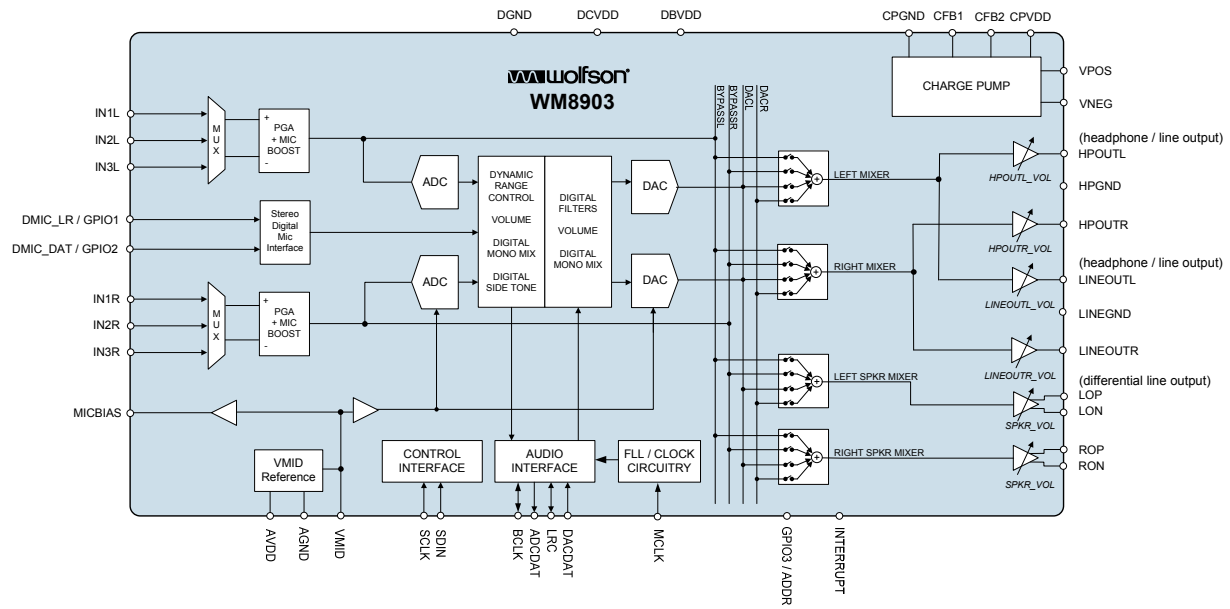 DGND
DCVDD
DBVDD
CPGND
CFB1
CFB2
CPVDD
wolfson®
WM8903
CHARGE PUMP
VPOS
VNEG
IN1L
IN2L
IN3L
MUX
+
PGA
+ MIC
BOOST
-
BYPASSL
BYPASSR
DACL
DACR
ADC
DYNAMIC
RANGE
CONTROL
VOLUME
DIGITAL
MONO MIX
DIGITAL
SIDE TONE
DIGITAL
FILTERS
VOLUME
DIGITAL
MONO MIX
DAC
+
LEFT MIXER
(headphone / line output)
HPOUTL
HPOUTL_VOL
HPGND
DMIC_LR / GPIO1
DMIC_DAT / GPIO2
Stereo
Digital
Mic
Interface
HPOUTR
HPOUTR_VOL
ADC
DAC
+
RIGHT MIXER
(headphone / line output)
LINEOUTL
LINEOUTL_VOL
LINEGND
IN1R
IN2R
IN3R
MUX
+
PGA
+ MIC
BOOST
-
LINEOUTR
LINEOUTR_VOL
+
LEFT SPKR MIXER
(differential line output)
LOP
LON
SPKR_VOL
MICBIAS
VMID
Reference
CONTROL
INTERFACE
AUDIO
INTERFACE
FLL / CLOCK
CIRCUITRY
+
RIGHT SPKR MIXER
ROP
RON
SPKR_VOL
AVDD
AGND
VMID
SCLK
SDIN
BCLK
ADCDAT
LRC
DACDAT
MCLK
GPIO3 / ADDR
INTERRUPT